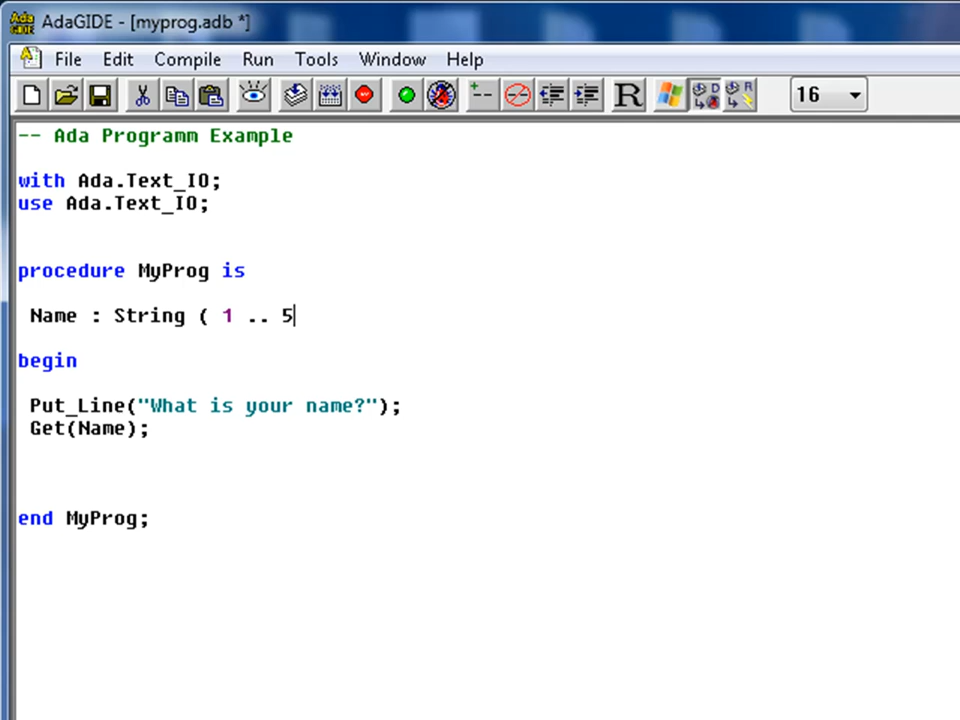 AdaGIDE - [myprog.adb *]
File Edit Compile Run Tools Window Help
R D R 16
-- Ada Programm Example
with Ada.Text_IO;
use Ada.Text_IO;
procedure MyProg is
Name : String ( 1 .. 5
begin
Put_Line("What is your name?");
Get(Name);
end MyProg;